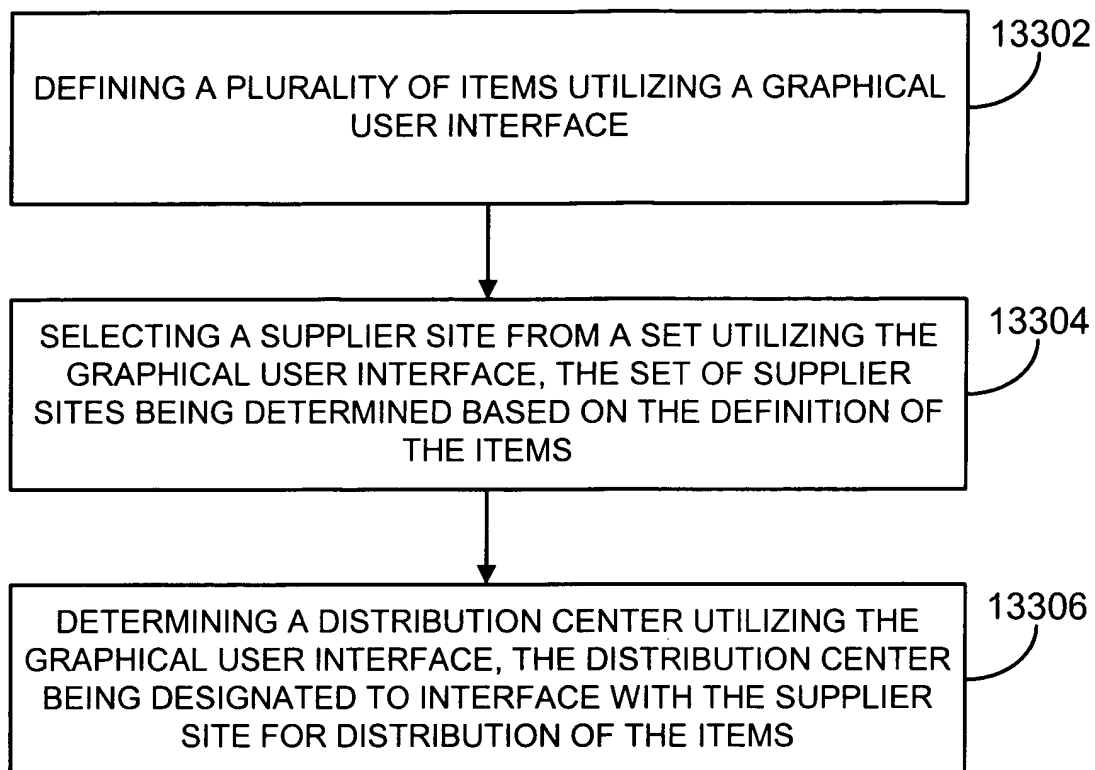 13302
DEFINING A PLURALITY OF ITEMS UTILIZING A GRAPHICAL
USER INTERFACE
13304
SELECTING A SUPPLIER SITE FROM A SET UTILIZING THE
GRAPHICAL USER INTERFACE, THE SET OF SUPPLIER
SITES BEING DETERMINED BASED ON THE DEFINITION OF
THE ITEMS
13306
DETERMINING A DISTRIBUTION CENTER UTILIZING THE
GRAPHICAL USER INTERFACE, THE DISTRIBUTION CENTER
BEING DESIGNATED TO INTERFACE WITH THE SUPPLIER
SITE FOR DISTRIBUTION OF THE ITEMS